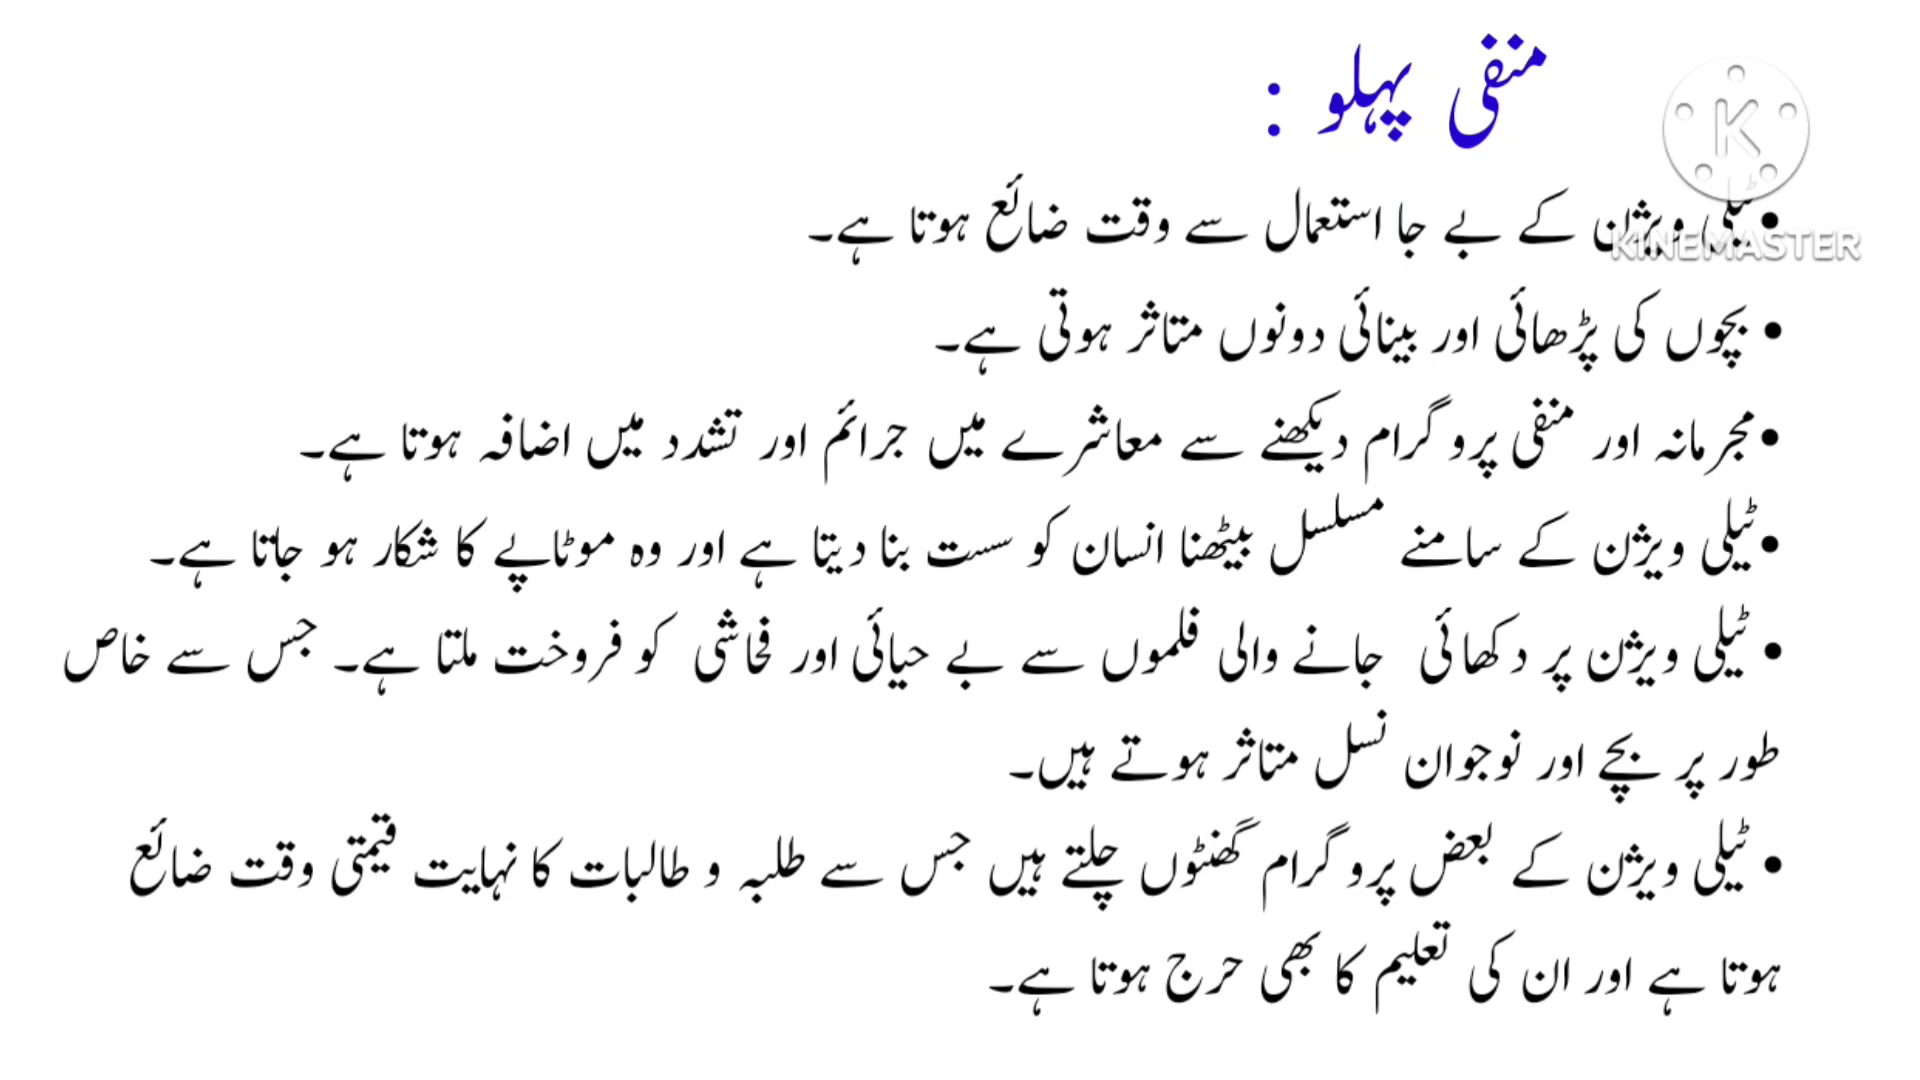 منفی پہلو :
•ٹیلی ویژن کے بے جا استعمال سے وقت ضائع ہوتا ہے۔
• بچوں کی پڑھائی اور بینائی دونوں متاثر ہوتی ہے۔
•مجرمانہ اور منفی پروگرام دیکھنے سے معاشرے میں جرائم اور تشدد میں اضافہ ہوتا ہے۔
•ٹیلی ویژن کے سامنے مسلسل بیٹھنا انسان کو سست بنا دیتا ہے اور وہ موٹاپے کا شکار ہو جاتا ہے۔
• ٹیلی ویژن پر دکھائی جانے والی فلموں سے بے حیائی اور فحاشی کو فروخت ملتا ہے۔ جس سے خاص
طور پر بچے اور نوجوان نسل متاثر ہوتے ہیں۔
• ٹیلی ویژن کے بعض پروگرام گھنٹوں چلتے ہیں جس سے طلبہ و طالبات کا نہایت قیمتی وقت ضائع
ہوتا ہے اور ان کی تعلیم کا بھی حرج ہوتا ہے۔
K
KINEMASTER